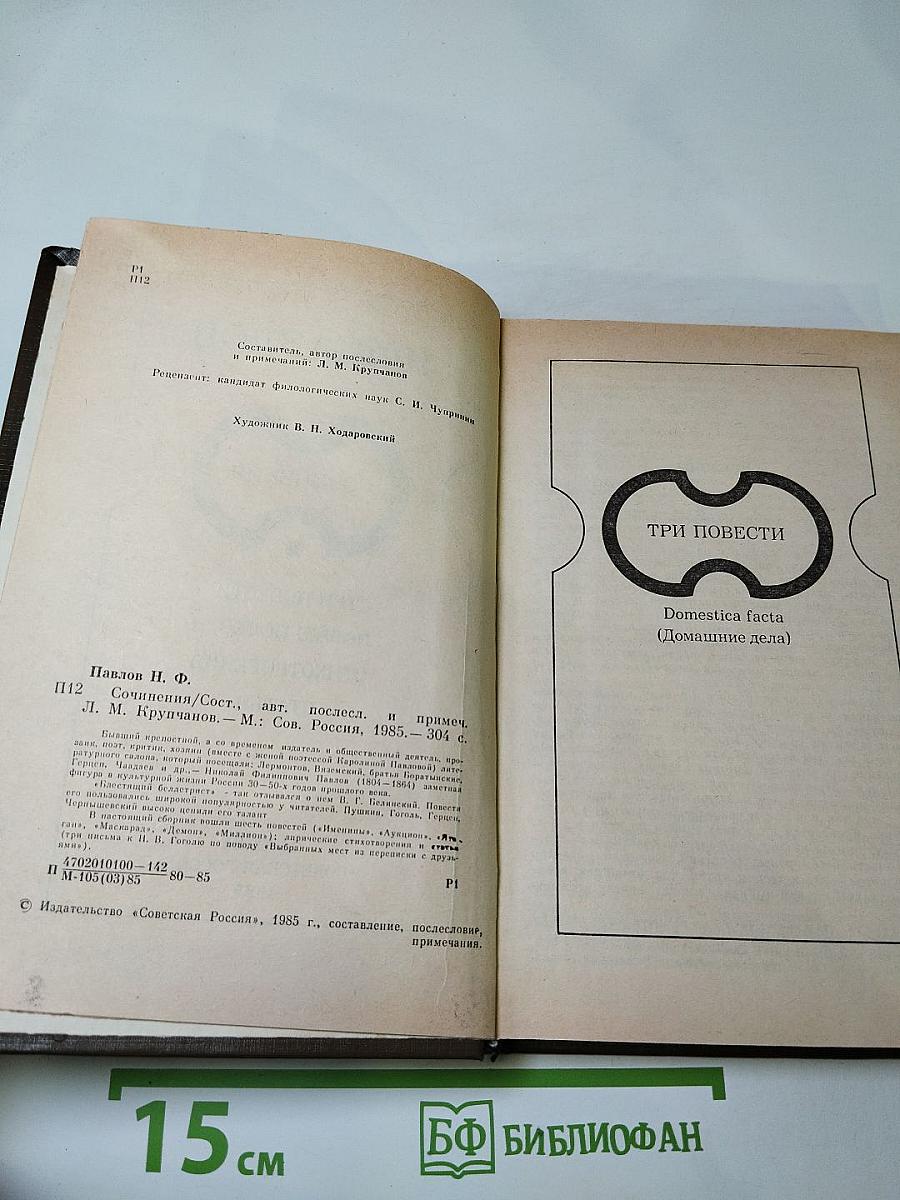 Р1
П12
Составитель, автор послесловия
и примечаний: Л. М. Крупчанов
Рецензент: кандидат филологических наук С. И. Чупринин
Художник В. Н. Ходаровский
Павлов Н. Ф.
П12 Сочинения/Сост., авт. послесл. и примеч.
Л. М. Крупчанов.— М.: Сов. Россия, 1985.— 304 с.
Бывший крепостной, а со временем издатель и общественный деятель, про-
заик, поэт, критик, хозяин (вместе с женой поэтессой Каролиной Павловой) лите-
ратурного салона, который посещали: Лермонтов, Вяземский, братья Боратынские,
Герцен, Чаадаев и др.,— Николай Филиппович Павлов (1804—1864) заметная
фигура в культурной жизни России 30—50-х годов прошлого века.
«Блестящий беллетрист» - так отзывался о нем В. Г. Белинский. Повести
его пользовались широкой популярностью у читателей. Пушкин, Гоголь, Герцен,
Чернышевский высоко ценили его талант
В настоящий сборник вошли шесть повестей («Именины», «Аукцион», «Ята-
ган», «Маскарад», «Демон», «Миллион»); лирические стихотворения и статьи
(три письма к Н. В. Гоголю по поводу «Выбранных мест из переписки с друзь-
ями»).
П 4702010100—142
М-105(03)85 80—85
Р1
© Издательство «Советская Россия», 1985 г., составление, послесловие,
примечания.
ТРИ ПОВЕСТИ
Domestica facta
(Домашние дела)
15 см
БФ БИБЛИОФАН